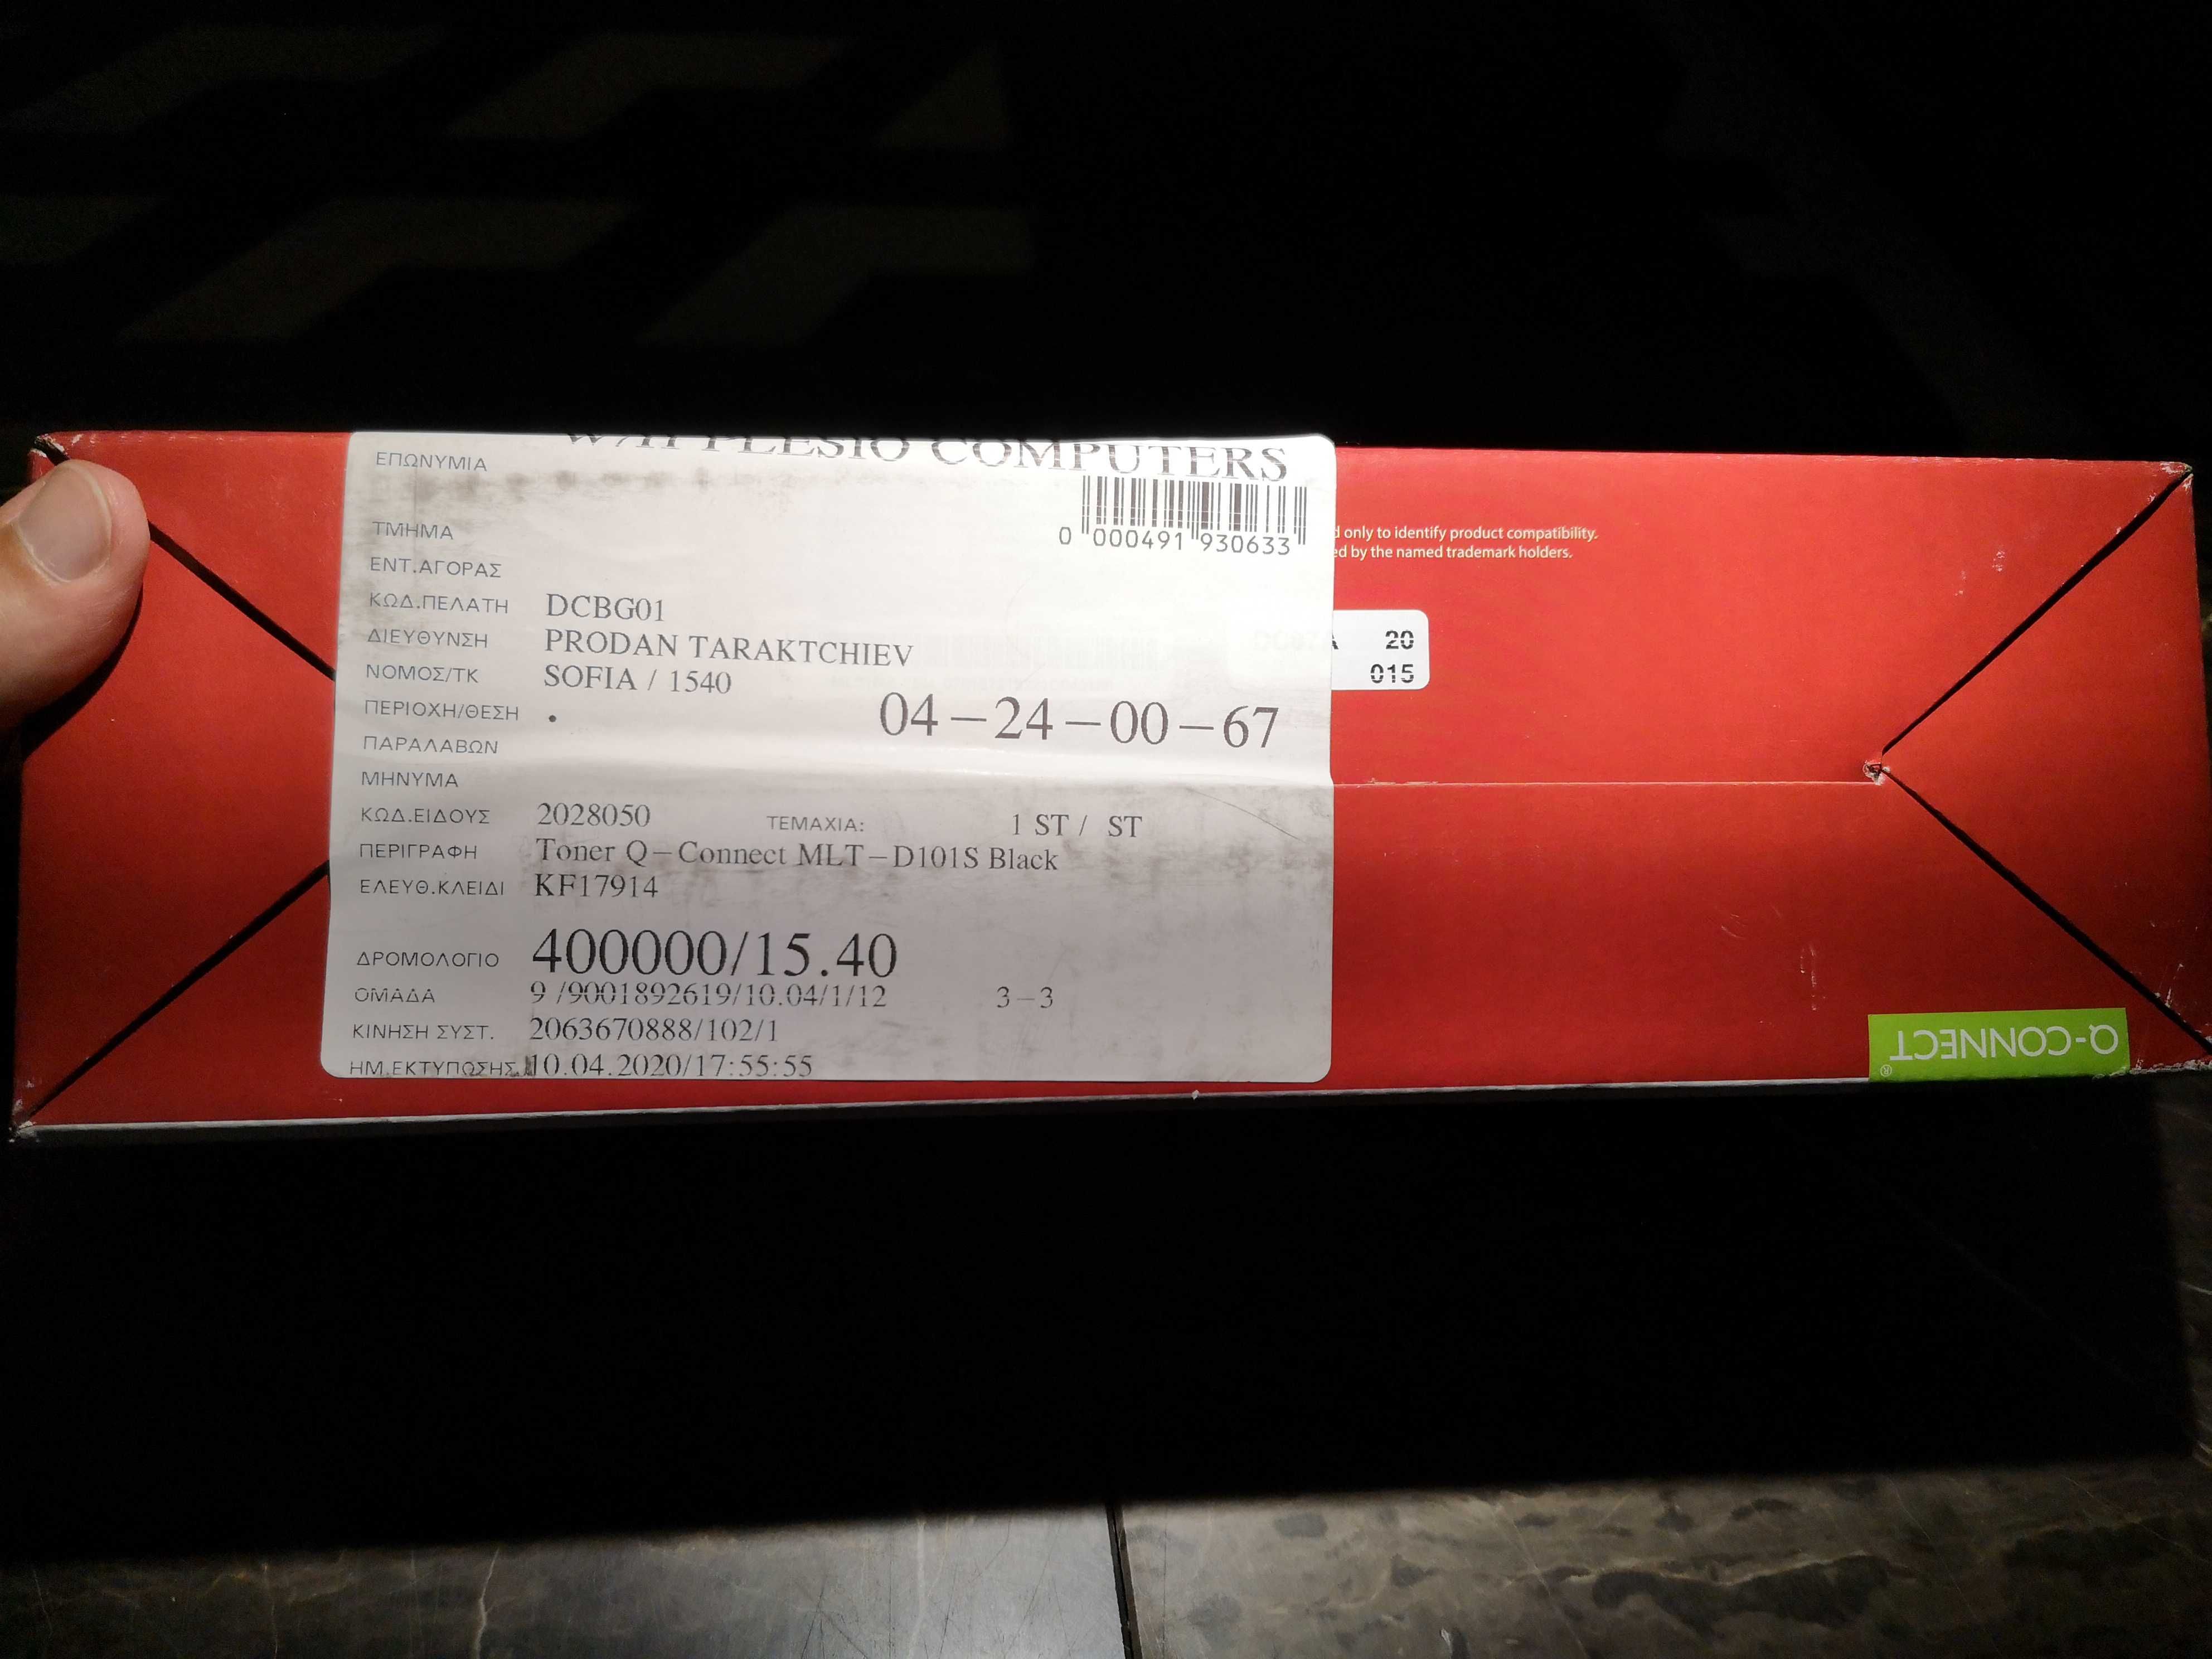 COMPUTERS
ΕΠΩΝΥΜΙΑ
ΤΜΗΜΑ
0 000491 930633
ΕΝΤ.ΑΓΟΡΑΣ
ΚΩΔ.ΠΕΛΑΤΗ DCBG01
ΔΙΕΥΘΥΝΣΗ PRODAN TARAKTCHIEV
ΝΟΜΟΣ/ΤΚ SOFIA / 1540
ΠΕΡΙΟΧΗ/ΘΕΣΗ . 04-24-00-67
ΠΑΡΑΛΑΒΩΝ
ΜΗΝΥΜΑ
ΚΩΔ.ΕΙΔΟΥΣ 2028050 ΤΕΜΑΧΙΑ: 1 ST / ST
ΠΕΡΙΓΡΑΦΗ Toner Q-Connect MLT-D101S Black
ΕΛΕΥΘ.ΚΛΕΙΔΙ KF17914
ΔΡΟΜΟΛΟΓΙΟ 400000/15.40
ΟΜΑΔΑ 9 /9001892619/10.04/1/12 3-3
ΚΙΝΗΣΗ ΣΥΣΤ. 2063670888/102/1
ΗΜ.ΕΚΤΥΠΩΣΗΣ 10.04.2020/17:55:55
only to identify product compatibility.
by the named trademark holders.
20
015
Q-CONNECT®